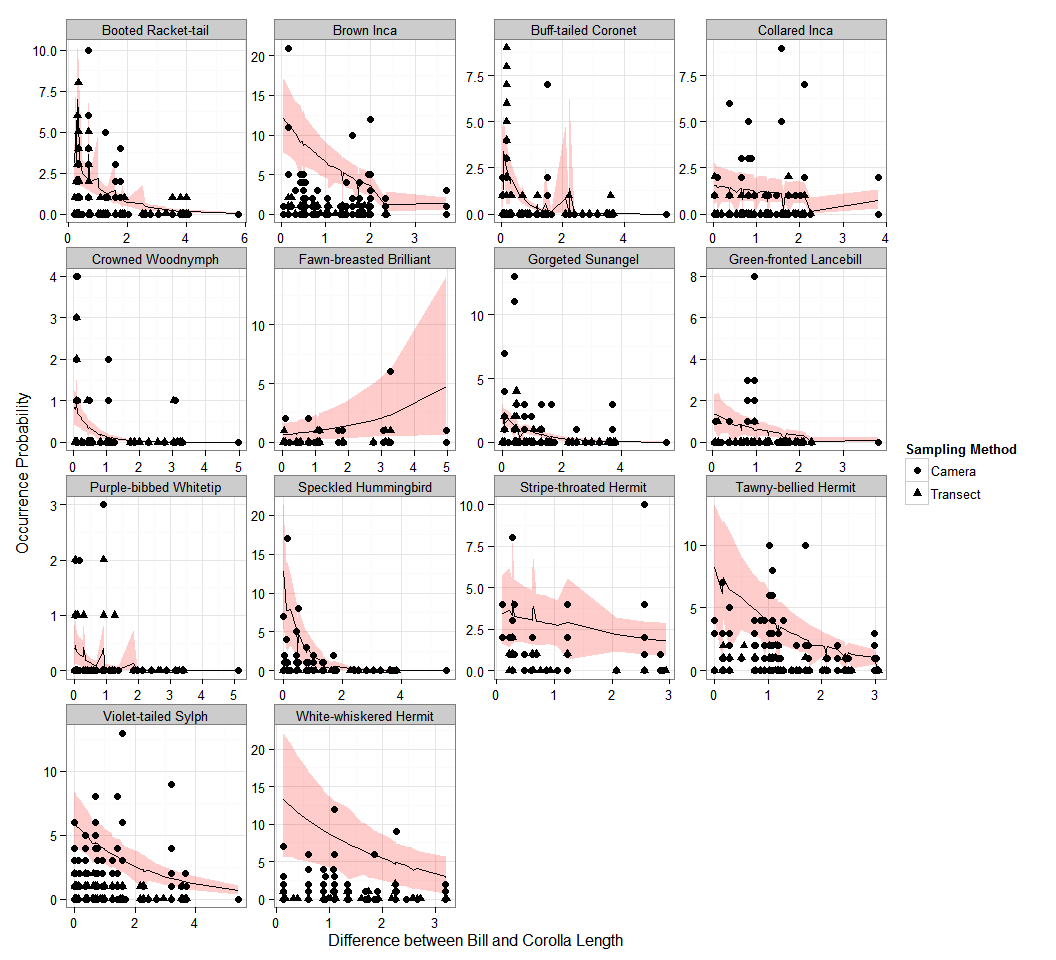 Booted Racket-tail Brown Inca Buff-tailed Coronet Collared Inca
10.0 7.5 5.0 2.5 0.0
20 15 10 5 0
7.5 5.0 2.5 0.0
7.5 5.0 2.5 0.0
0 2 4 6
0 1 2 3
0 2 4
0 1 2 3 4
Crowned Woodnymph Fawn-breasted Brilliant Gorgeted Sunangel Green-fronted Lancebill
4 3 2 1 0
10 5 0
10 5 0
8 6 4 2 0
0 1 2 3 4 5
0 1 2 3 4 5
0 2 4
0 1 2 3
Purple-bibbed Whitetip Speckled Hummingbird Stripe-throated Hermit Tawny-bellied Hermit
3 2 1 0
20 15 10 5 0
10.0 7.5 5.0 2.5 0.0
10 5 0
0 1 2 3 4 5
0 2 4
0 1 2 3
0 1 2 3
Violet-tailed Sylph White-whiskered Hermit
10 5 0
20 15 10 5 0
0 2 4
0 1 2 3
Difference between Bill and Corolla Length
Occurrence Probability
Sampling Method
Camera
Transect